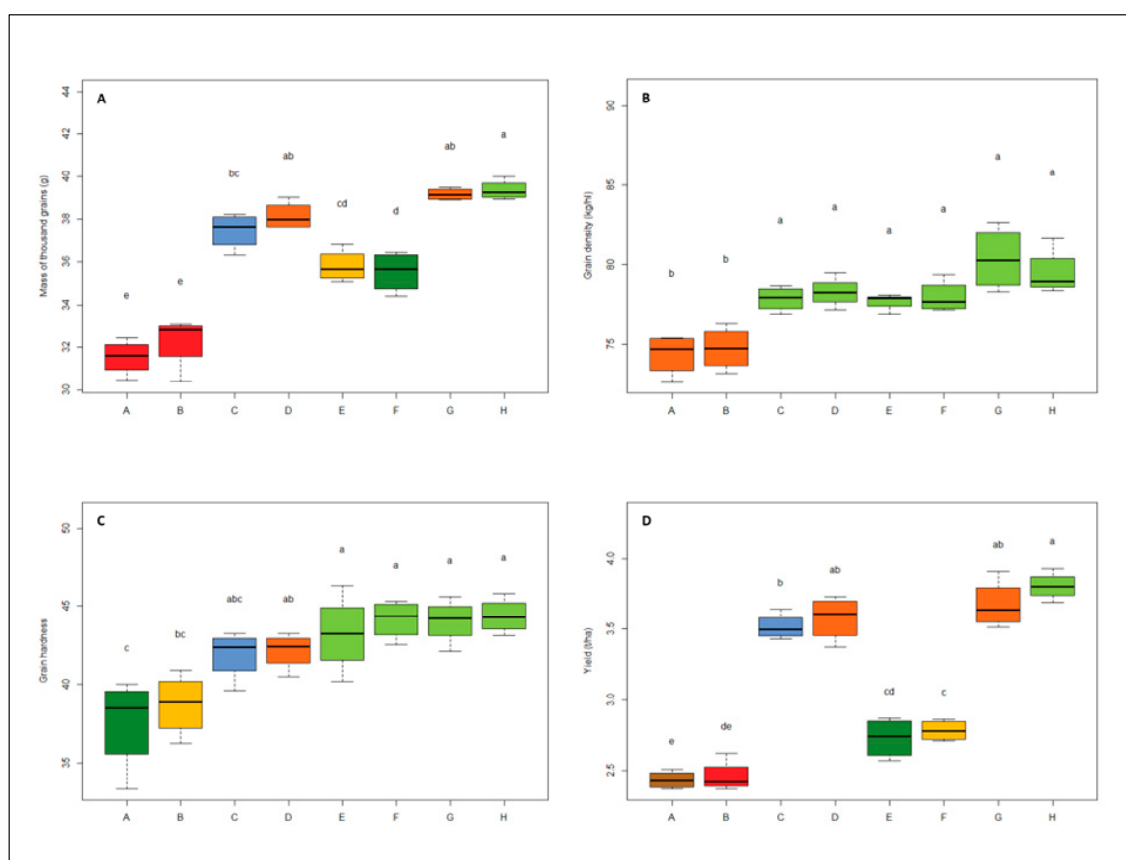 A
Mass of thousand grains (g)
44
42
40
38
36
34
32
30
e e bc ab cd d ab a
A B C D E F G H
B
Grain density (kg/hl)
90
85
80
75
b b a a a a a a
A B C D E F G H
C
Grain hardness
50
45
40
35
c bc abc ab a a a a
A B C D E F G H
D
Yield (t/ha)
4.0
3.5
3.0
2.5
e de b ab cd c ab a
A B C D E F G H